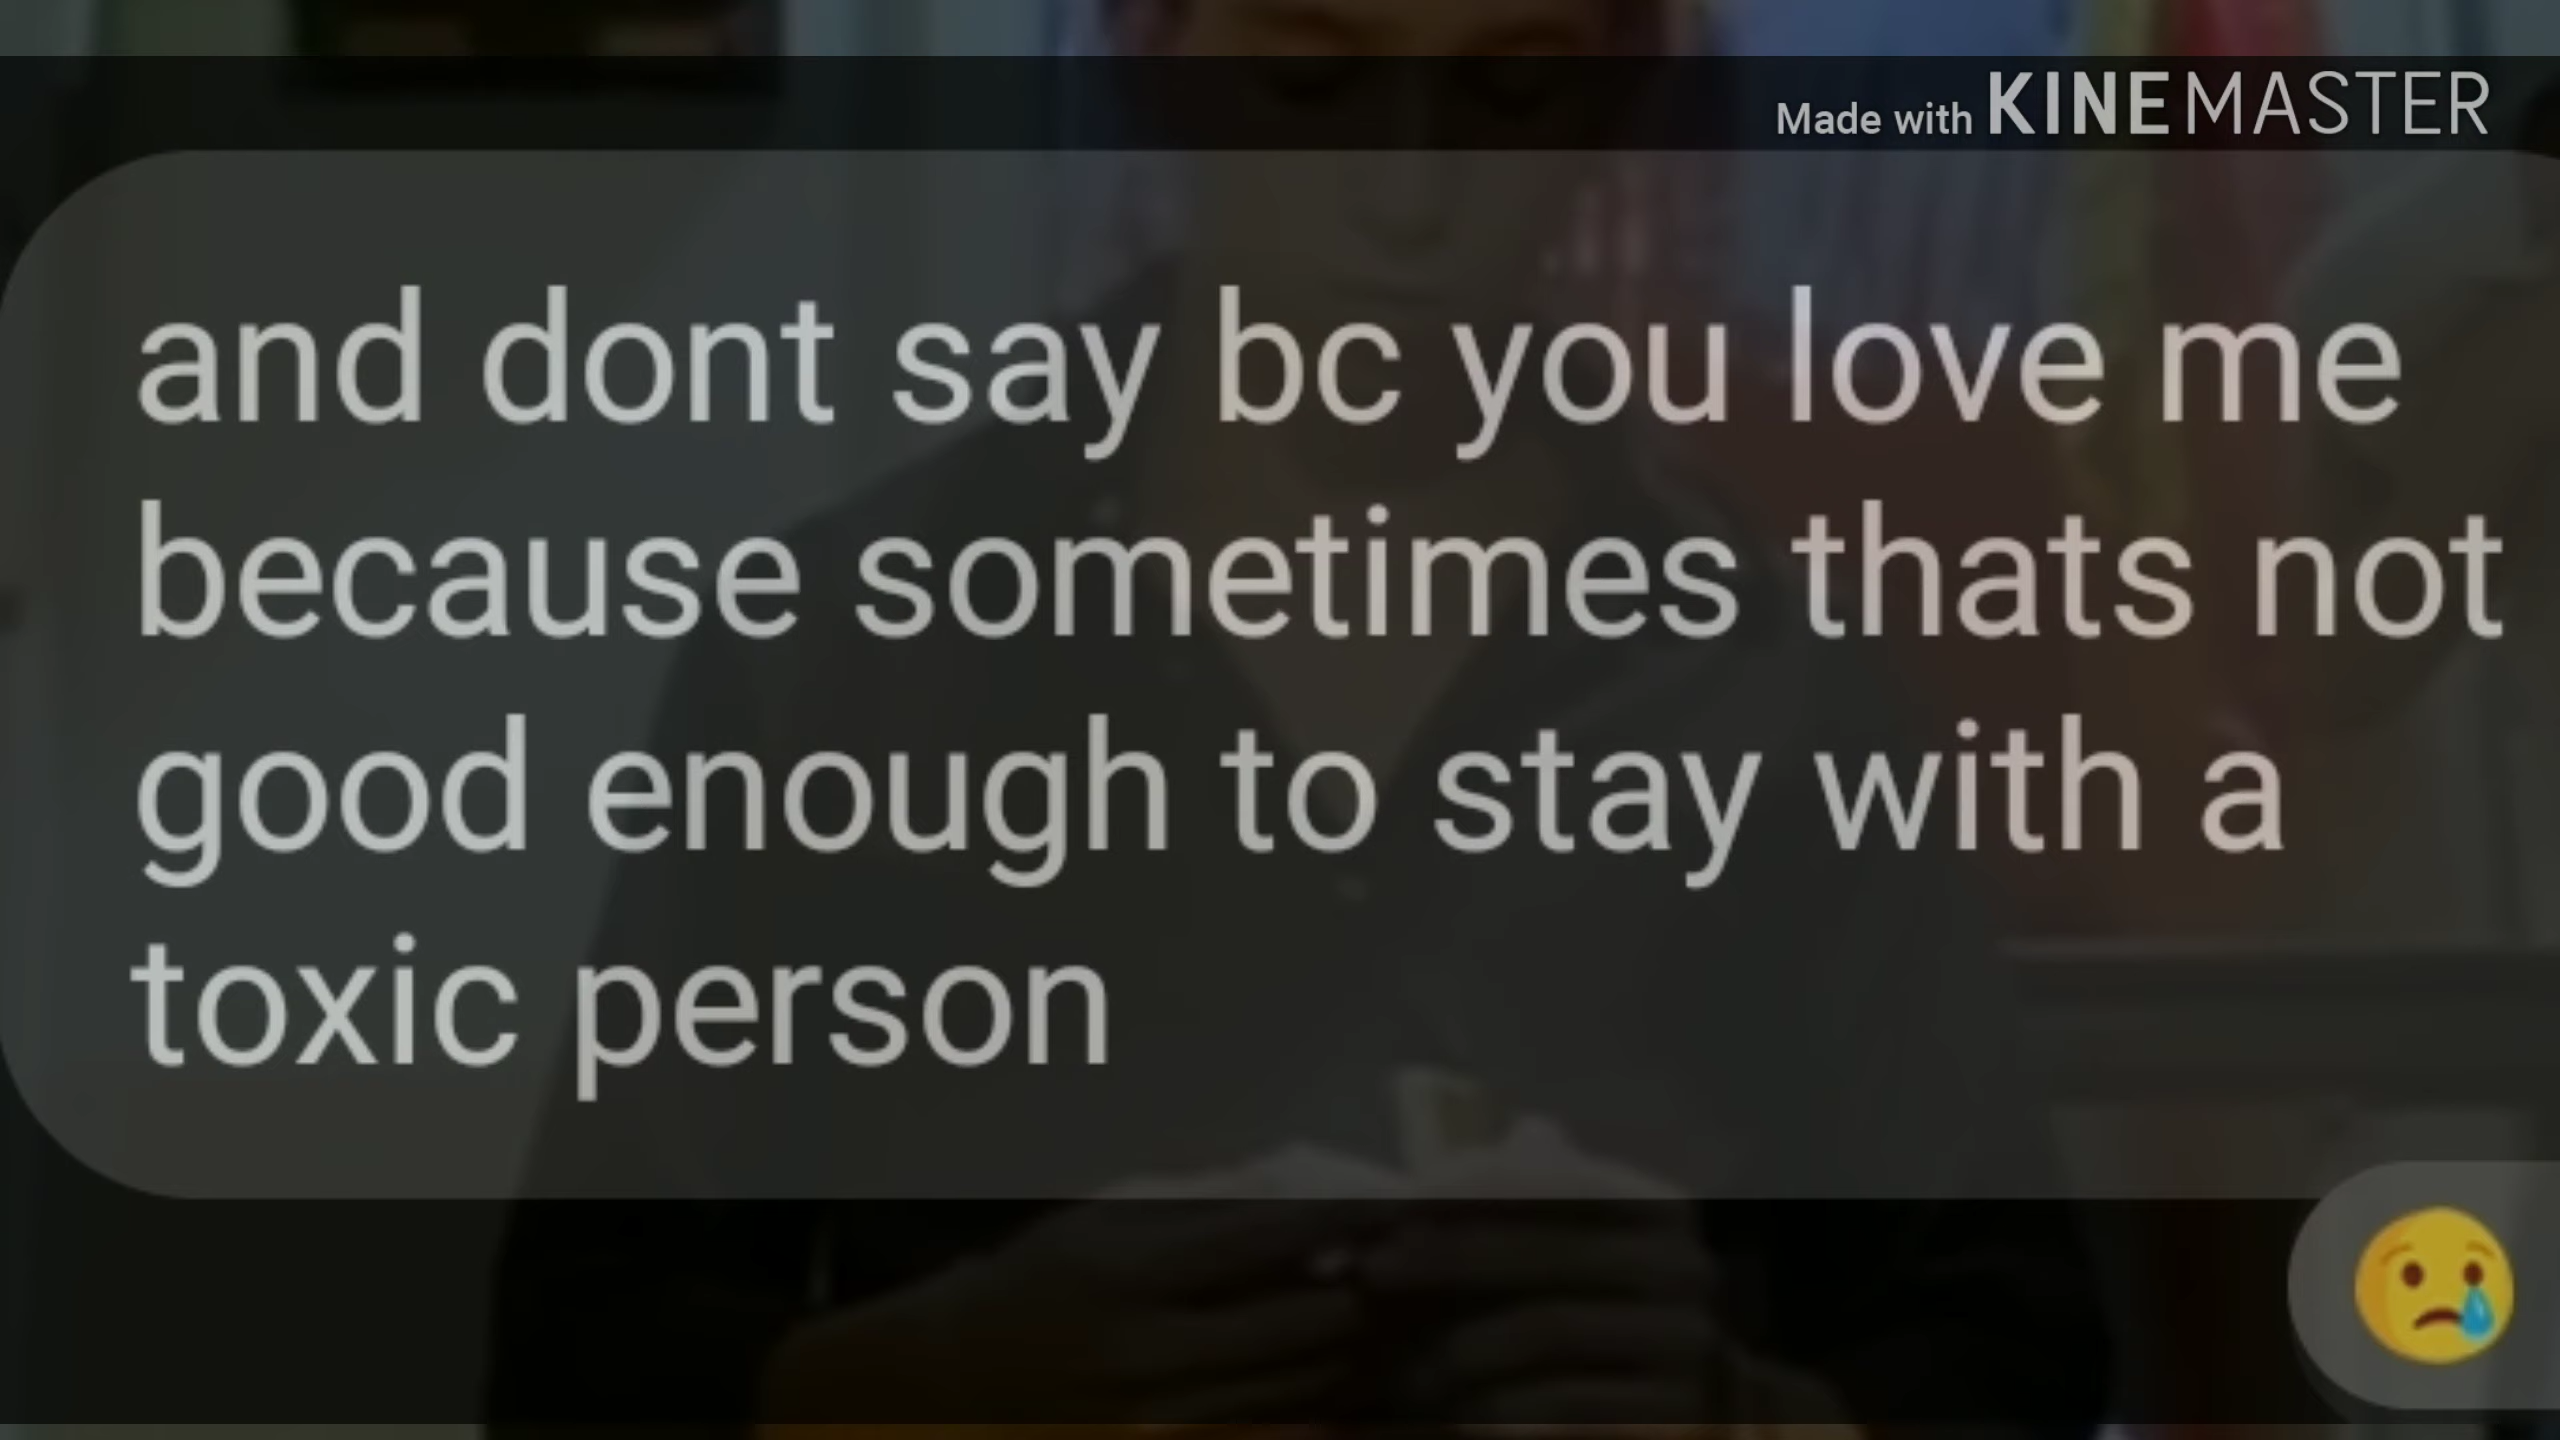 Made with KINEMASTER
and dont say bc you love me
because sometimes thats not
good enough to stay with a
toxic person